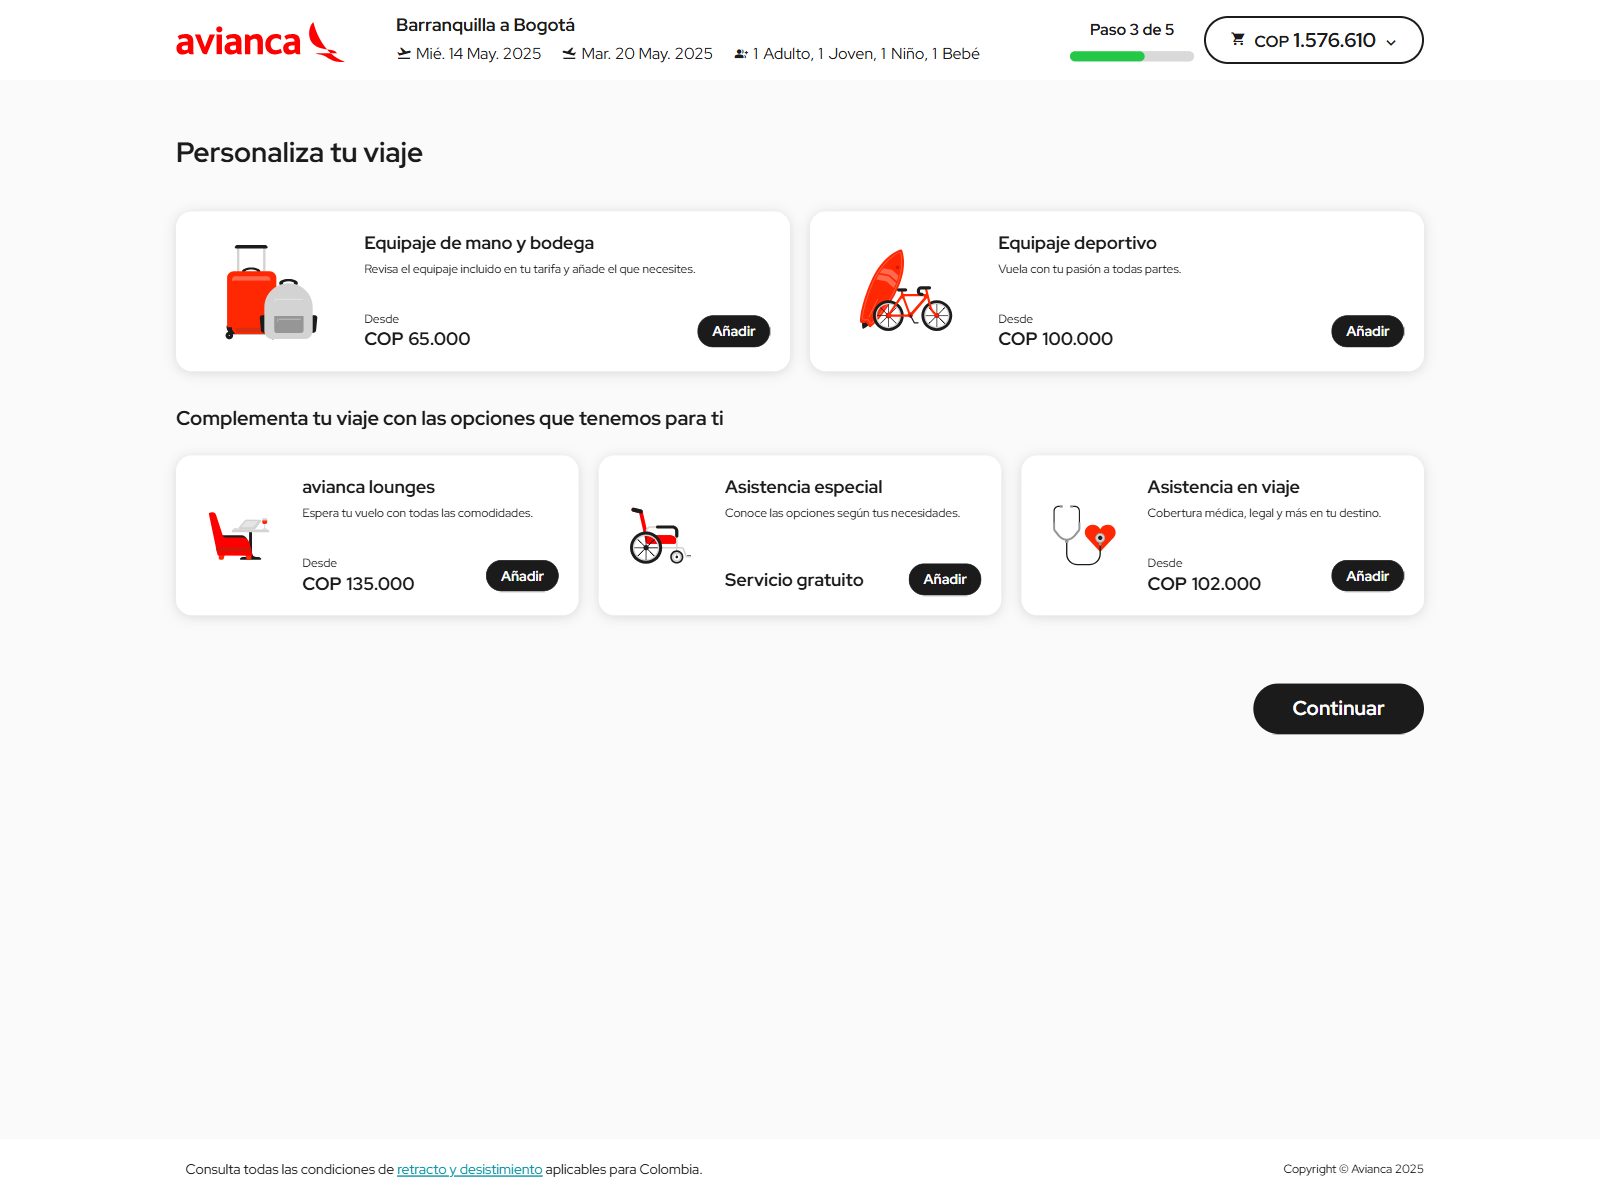 avianca
Barranquilla a Bogotá
Mié. 14 May. 2025 Mar. 20 May. 2025 1 Adulto, 1 Joven, 1 Niño, 1 Bebé
Paso 3 de 5
COP 1.576.610
Personaliza tu viaje
Equipaje de mano y bodega
Revisa el equipaje incluido en tu tarifa y añade el que necesites.
Desde
COP 65.000
Añadir
Equipaje deportivo
Vuela con tu pasión a todas partes.
Desde
COP 100.000
Añadir
Complementa tu viaje con las opciones que tenemos para ti
avianca lounges
Espera tu vuelo con todas las comodidades.
Desde
COP 135.000
Añadir
Asistencia especial
Conoce las opciones según tus necesidades.
Servicio gratuito
Añadir
Asistencia en viaje
Cobertura médica, legal y más en tu destino.
Desde
COP 102.000
Añadir
Continuar
Consulta todas las condiciones de retracto y desistimiento aplicables para Colombia.
Copyright © Avianca 2025